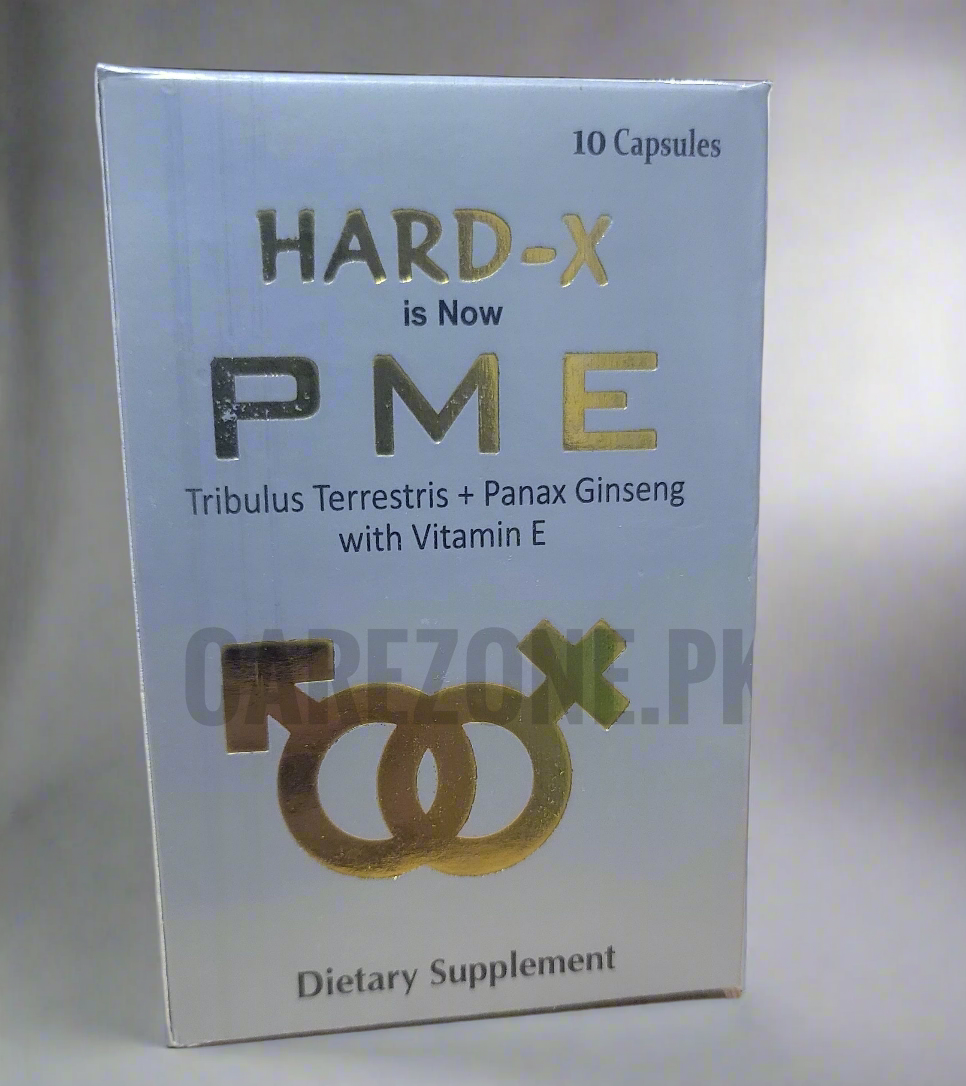 10 Capsules
HARD-X
is Now
PME
Tribulus Terrestris + Panax Ginseng
with Vitamin E
CAREZONE.PK
Dietary Supplement